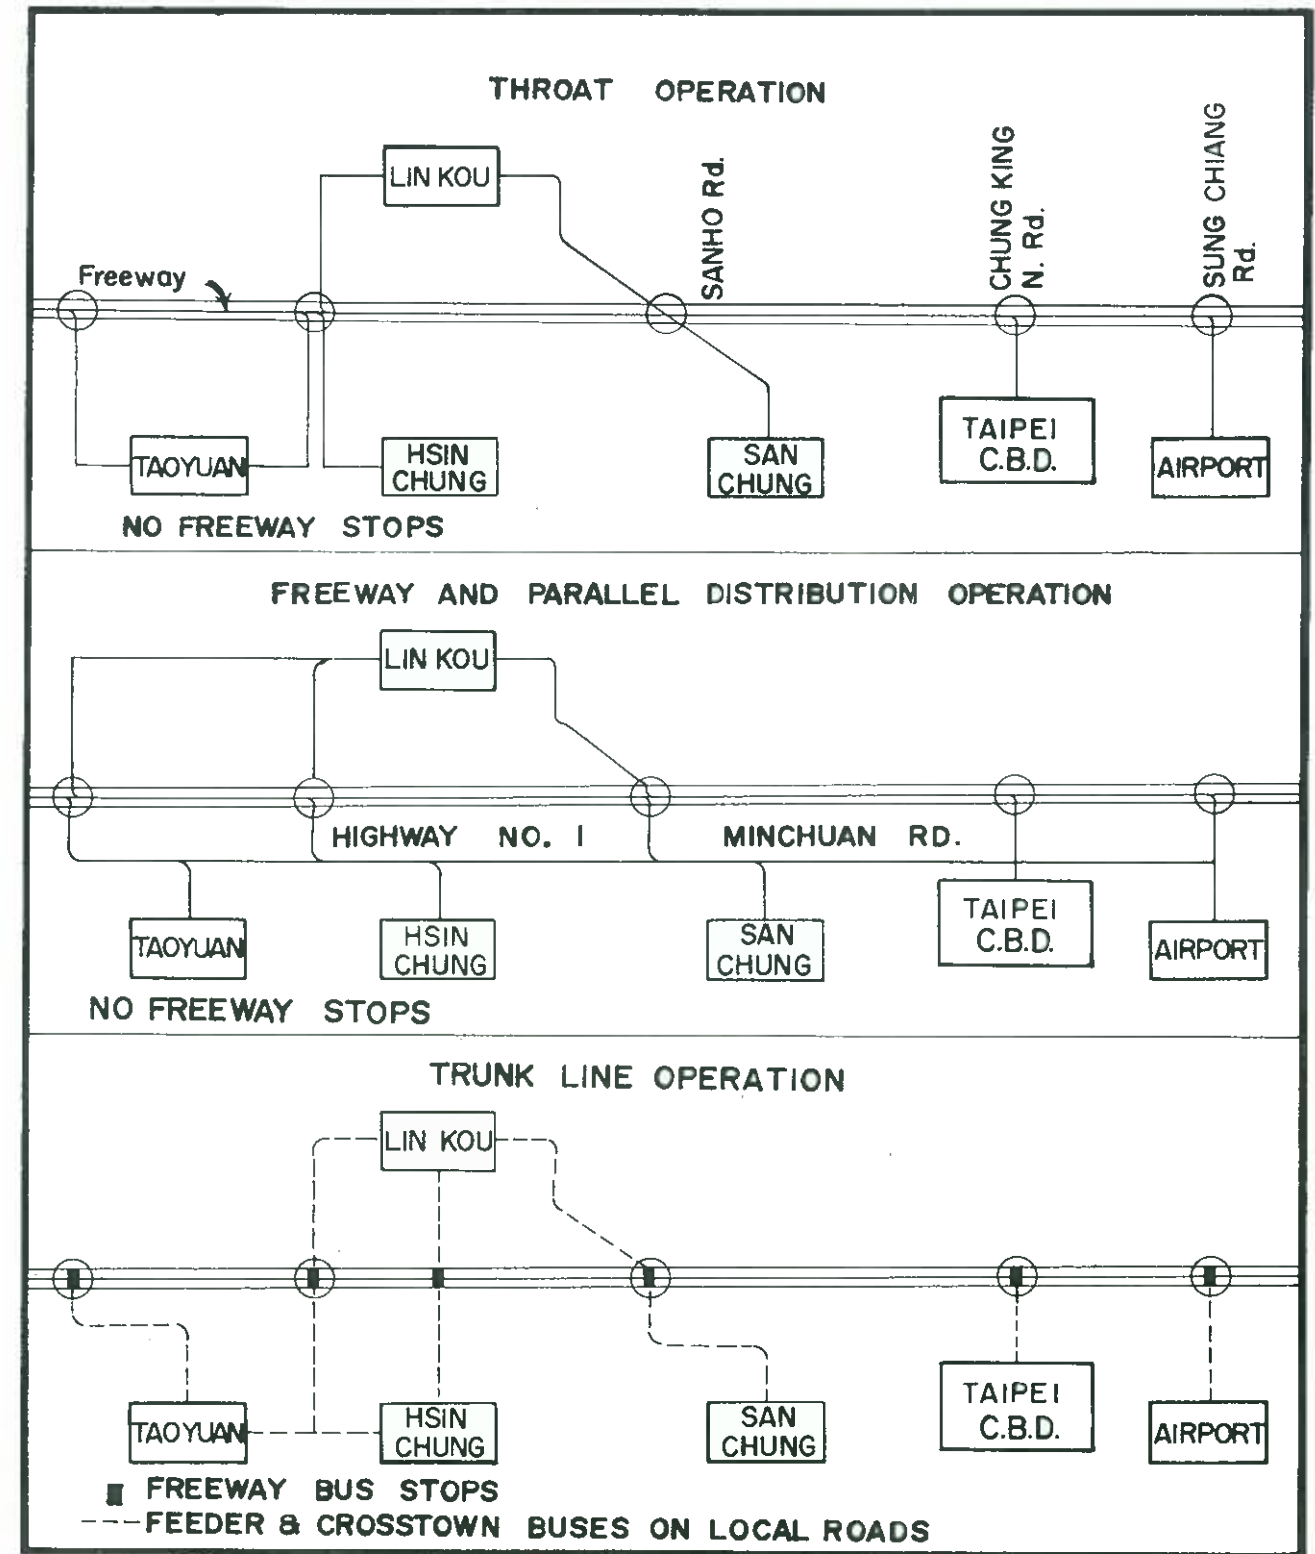 THROAT OPERATION
LIN KOU
SANHO Rd.
CHUNG KING
N. Rd.
SUNG CHIANG
Rd.
Freeway
TAOYUAN
HSIN
CHUNG
SAN
CHUNG
TAIPEI
C.B.D.
AIRPORT
NO FREEWAY STOPS
FREEWAY AND PARALLEL DISTRIBUTION OPERATION
LIN KOU
HIGHWAY NO. 1
MINCHUAN RD.
TAOYUAN
HSIN
CHUNG
SAN
CHUNG
TAIPEI
C.B.D.
AIRPORT
NO FREEWAY STOPS
TRUNK LINE OPERATION
LIN KOU
TAOYUAN
HSIN
CHUNG
SAN
CHUNG
TAIPEI
C.B.D.
AIRPORT
FREEWAY BUS STOPS
FEEDER & CROSSTOWN BUSES ON LOCAL ROADS